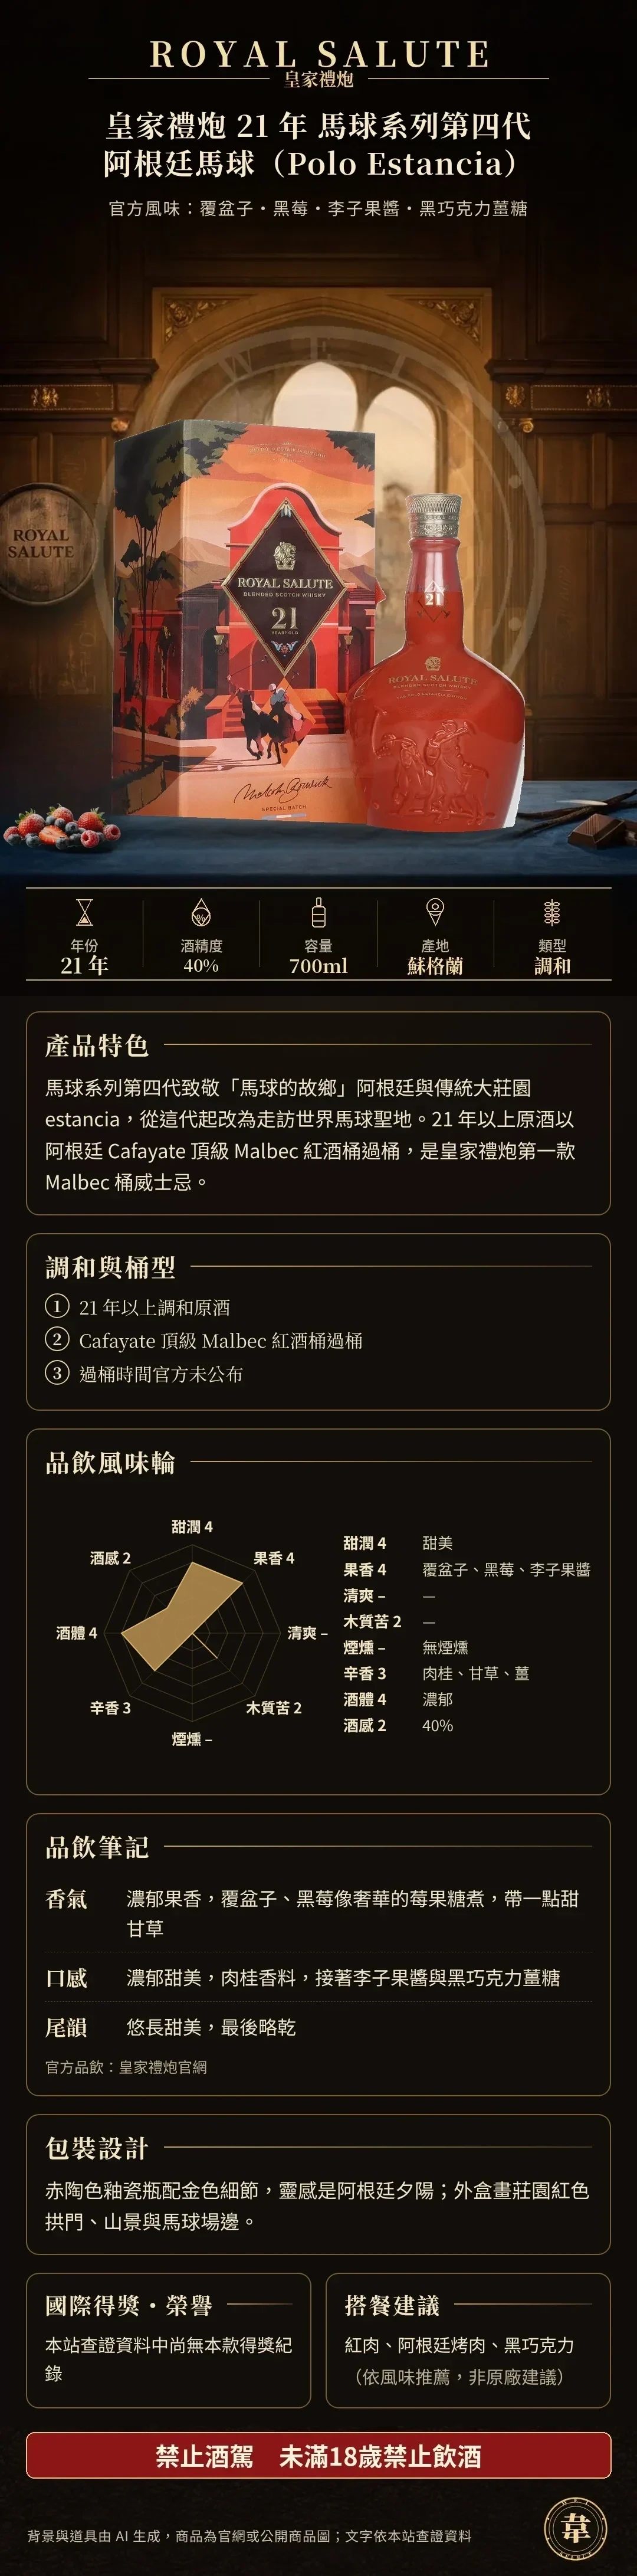 ROYAL SALUTE
皇家禮炮
皇家禮炮 21 年 馬球系列第四代
阿根廷馬球（Polo Estancia）
官方風味：覆盆子・黑莓・李子果醬・黑巧克力薑糖
ROYAL
SALUTE
ROYAL SALUTE
BLENDED SCOTCH WHISKY
21
YEARS OLD
SPECIAL BATCH
21
ROYAL SALUTE
BLENDED SCOTCH WHISKY
年份
21 年
酒精度
40%
容量
700ml
產地
蘇格蘭
類型
調和
產品特色
馬球系列第四代致敬「馬球的故鄉」阿根廷與傳統大莊園
estancia，從這代起改為走訪世界馬球聖地。21 年以上原酒以
阿根廷 Cafayate 頂級 Malbec 紅酒桶過桶，是皇家禮炮第一款
Malbec 桶威士忌。
調和與桶型
1 21 年以上調和原酒
2 Cafayate 頂級 Malbec 紅酒桶過桶
3 過桶時間官方未公布
品飲風味輪
甜潤 4
果香 4
清爽 –
木質苦 2
煙燻 –
辛香 3
酒體 4
酒感 2
甜潤 4 甜美
果香 4 覆盆子、黑莓、李子果醬
清爽 – —
木質苦 2 —
煙燻 – 無煙燻
辛香 3 肉桂、甘草、薑
酒體 4 濃郁
酒感 2 40%
品飲筆記
香氣 濃郁果香，覆盆子、黑莓像奢華的莓果糖煮，帶一點甜
甘草
口感 濃郁甜美，肉桂香料，接著李子果醬與黑巧克力薑糖
尾韻 悠長甜美，最後略乾
官方品飲：皇家禮炮官網
包裝設計
赤陶色釉瓷瓶配金色細節，靈感是阿根廷夕陽；外盒畫莊園紅色
拱門、山景與馬球場邊。
國際得獎・榮譽
本站查證資料中尚無本款得獎紀
錄
搭餐建議
紅肉、阿根廷烤肉、黑巧克力
（依風味推薦，非原廠建議）
禁止酒駕 未滿18歲禁止飲酒
背景與道具由 AI 生成，商品為官網或公開商品圖；文字依本站查證資料
韋